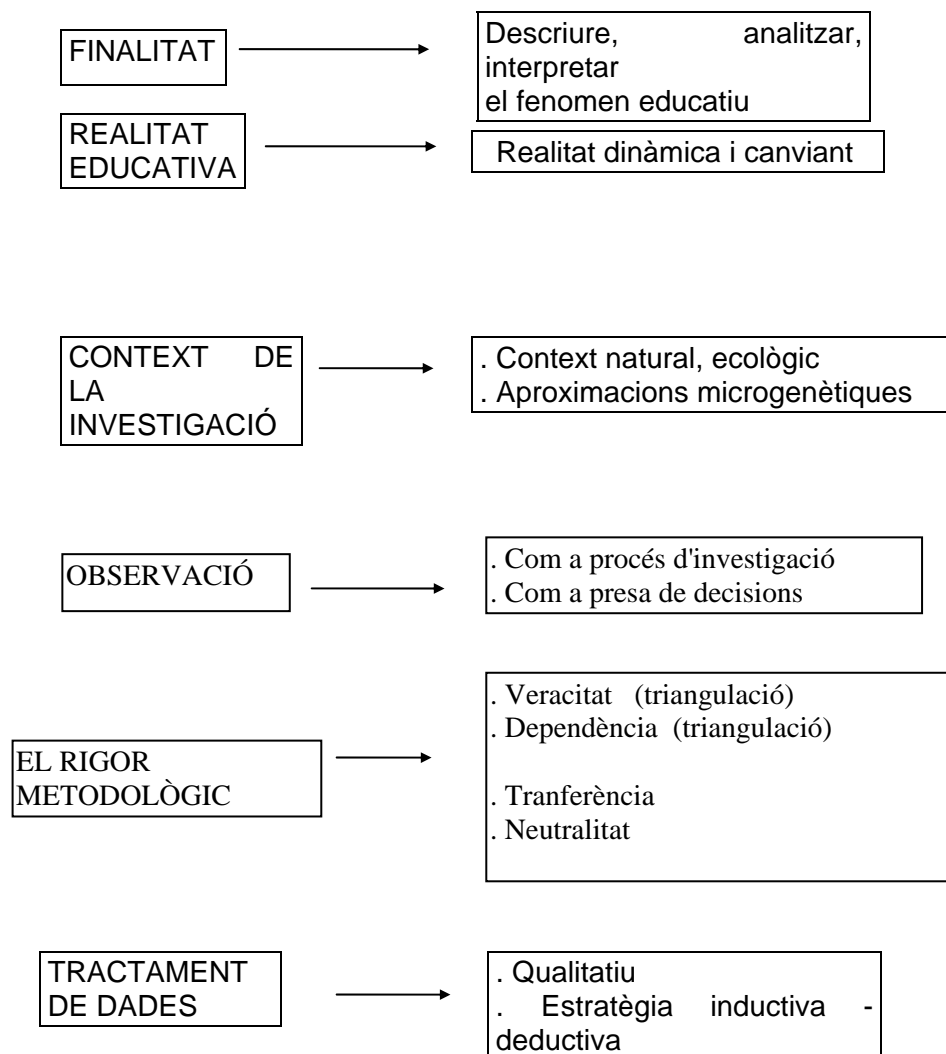 FINALITAT
Descriure, analitzar,
interpretar
el fenomen educatiu
REALITAT
EDUCATIVA
Realitat dinàmica i canviant
CONTEXT DE
LA
INVESTIGACIÓ
. Context natural, ecològic
. Aproximacions microgenètiques
OBSERVACIÓ
. Com a procés d'investigació
. Com a presa de decisions
EL RIGOR
METODOLÒGIC
. Veracitat (triangulació)
. Dependència (triangulació)
. Tranferència
. Neutralitat
TRACTAMENT
DE DADES
. Qualitatiu
. Estratègia inductiva -
deductiva